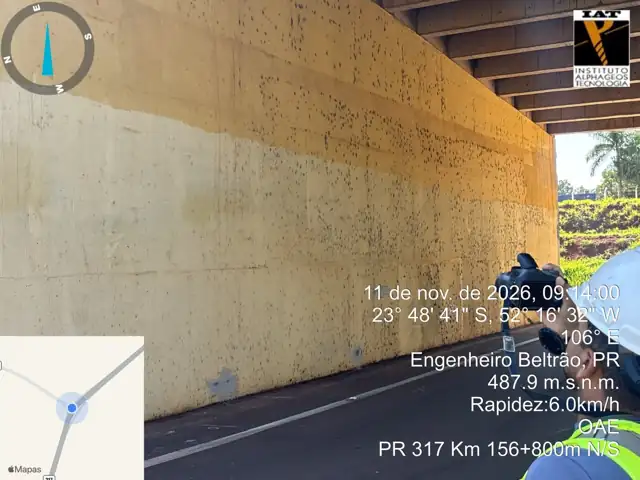 N
E
S
W
IAT
INSTITUTO
ALPHAGEOS
TECNOLOGIA
11 de nov. de 2026, 09:14:00
23° 48' 41" S, 52° 16' 32" W
106° E
Engenheiro Beltrão, PR
487.9 m.s.n.m.
Rapidez:6.0km/h
OAE
PR 317 Km 156+800m N/S
Mapas